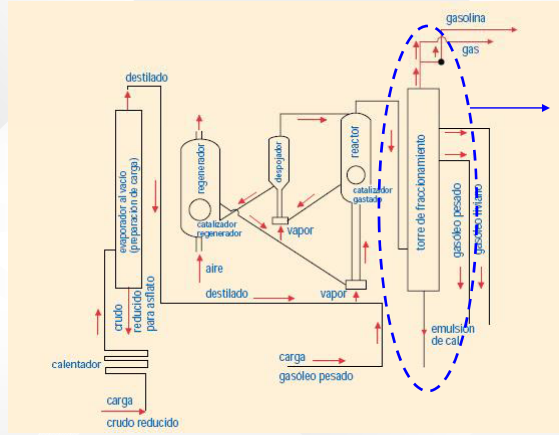 gasolina
gas
destilado
evaporador al vacío
(preparación de carga)
regenerador
despojador
reactor
torre de fraccionamiento
catalizador
regenerador
catalizador
gastado
vapor
gasóleo pesado
gasóleo liviano
aire
destilado
vapor
crudo
reducido
para asflato
emulsión
de cal
calentador
carga
gasóleo pesado
carga
crudo reducido